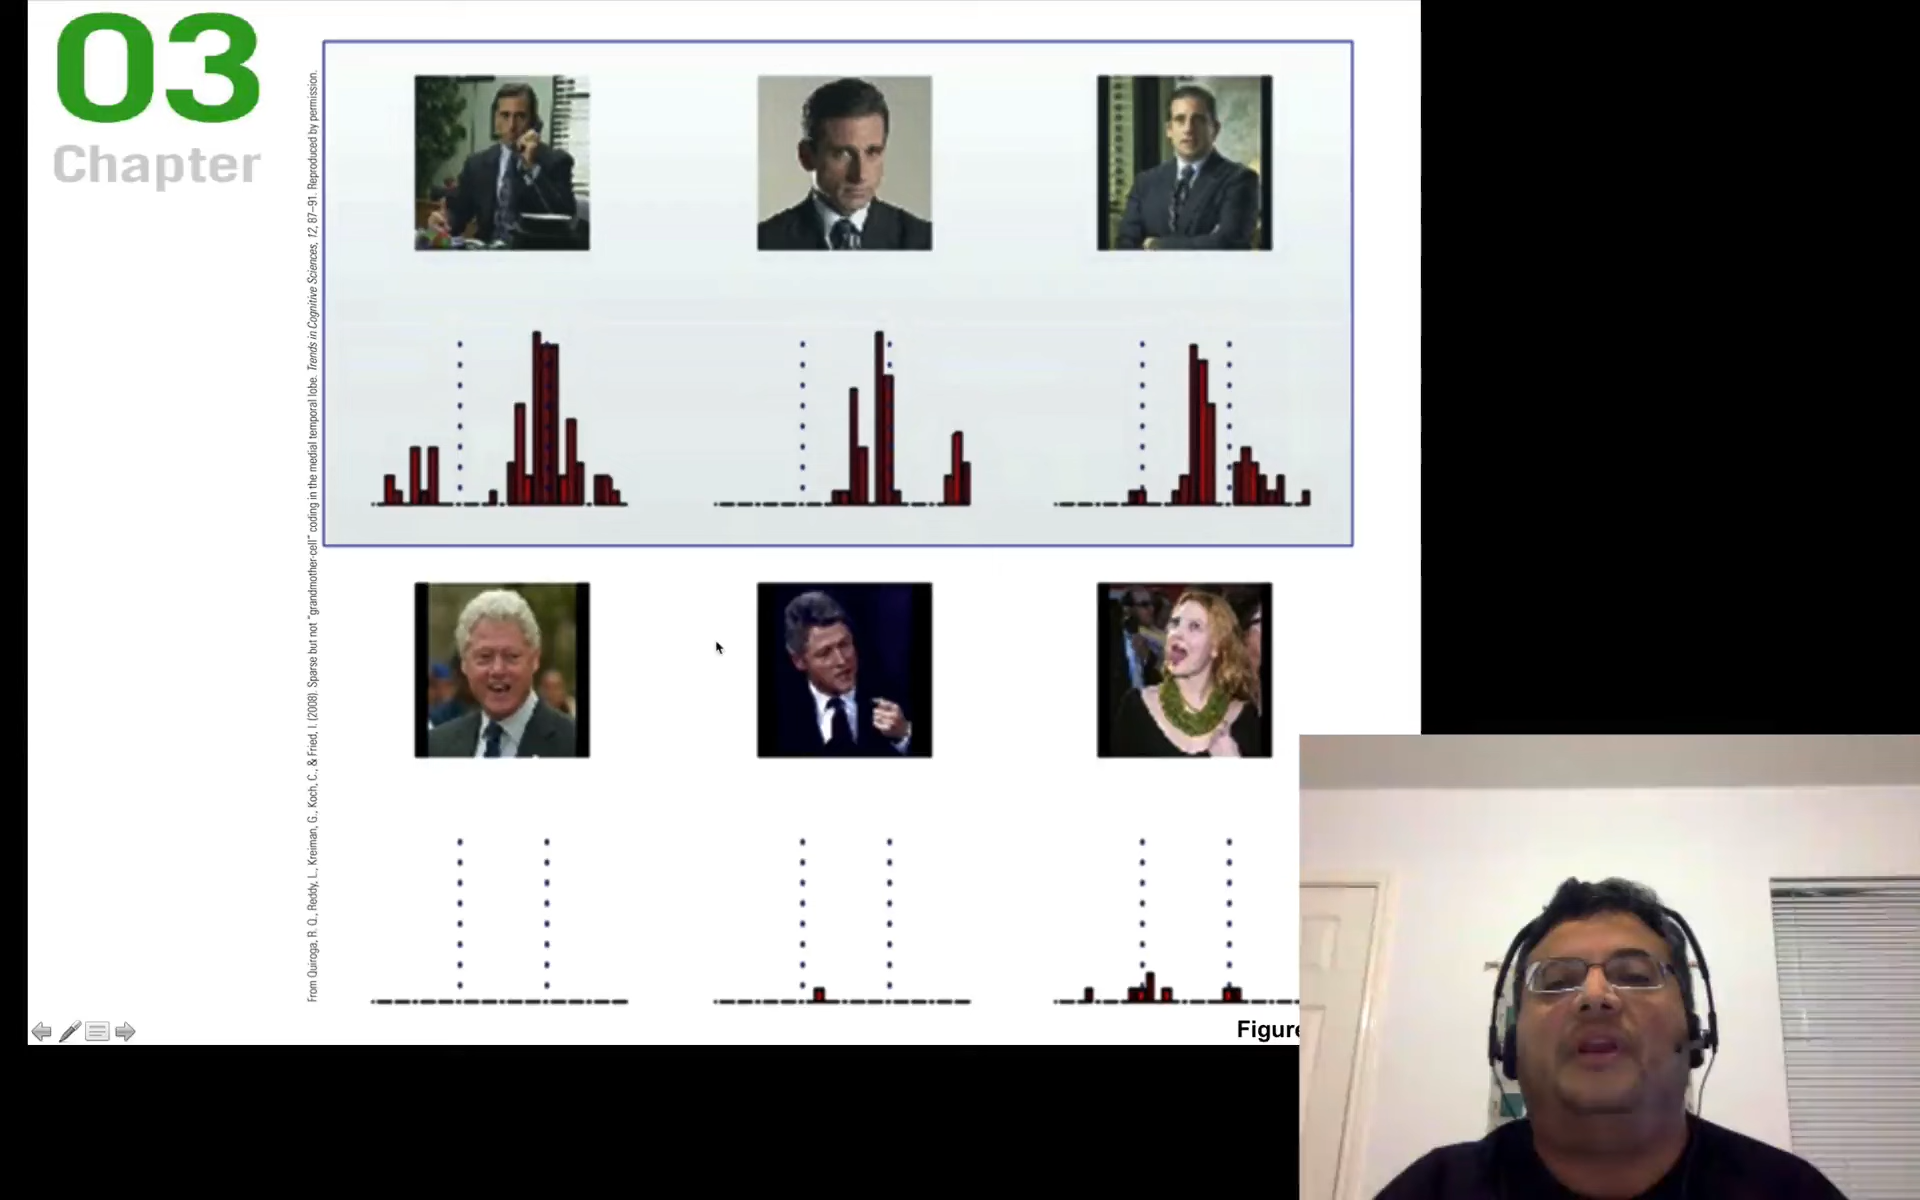 03
Chapter
From Quiroga, R. Q., Reddy, L., Kreiman, G., Koch, C., & Fried, I. (2008). Sparse but not "grandmother-cell" coding in the medial temporal lobe. Trends in Cognitive Sciences, 12, 87–91. Reproduced by permission.
Figure